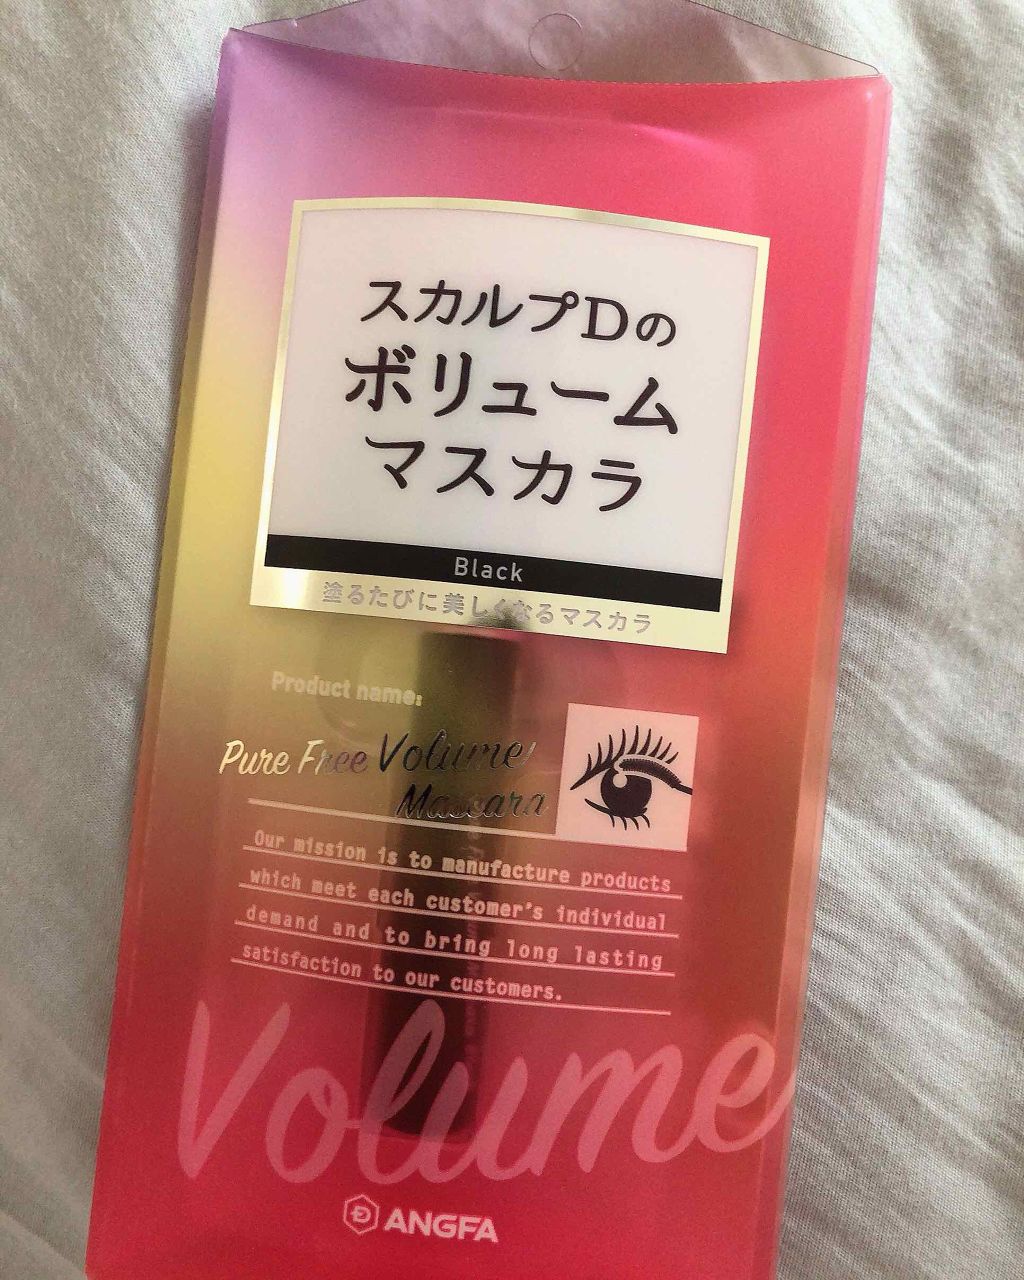 スカルプDの
ボリューム
マスカラ
Black
塗るたびに美しくなるマスカラ
Product name:
Pure Free Volume
Mascara
Our mission is to manufacture products
which meet each customer's individual
demand and to bring long lasting
satisfaction to our customers.
Volume
ANGFA